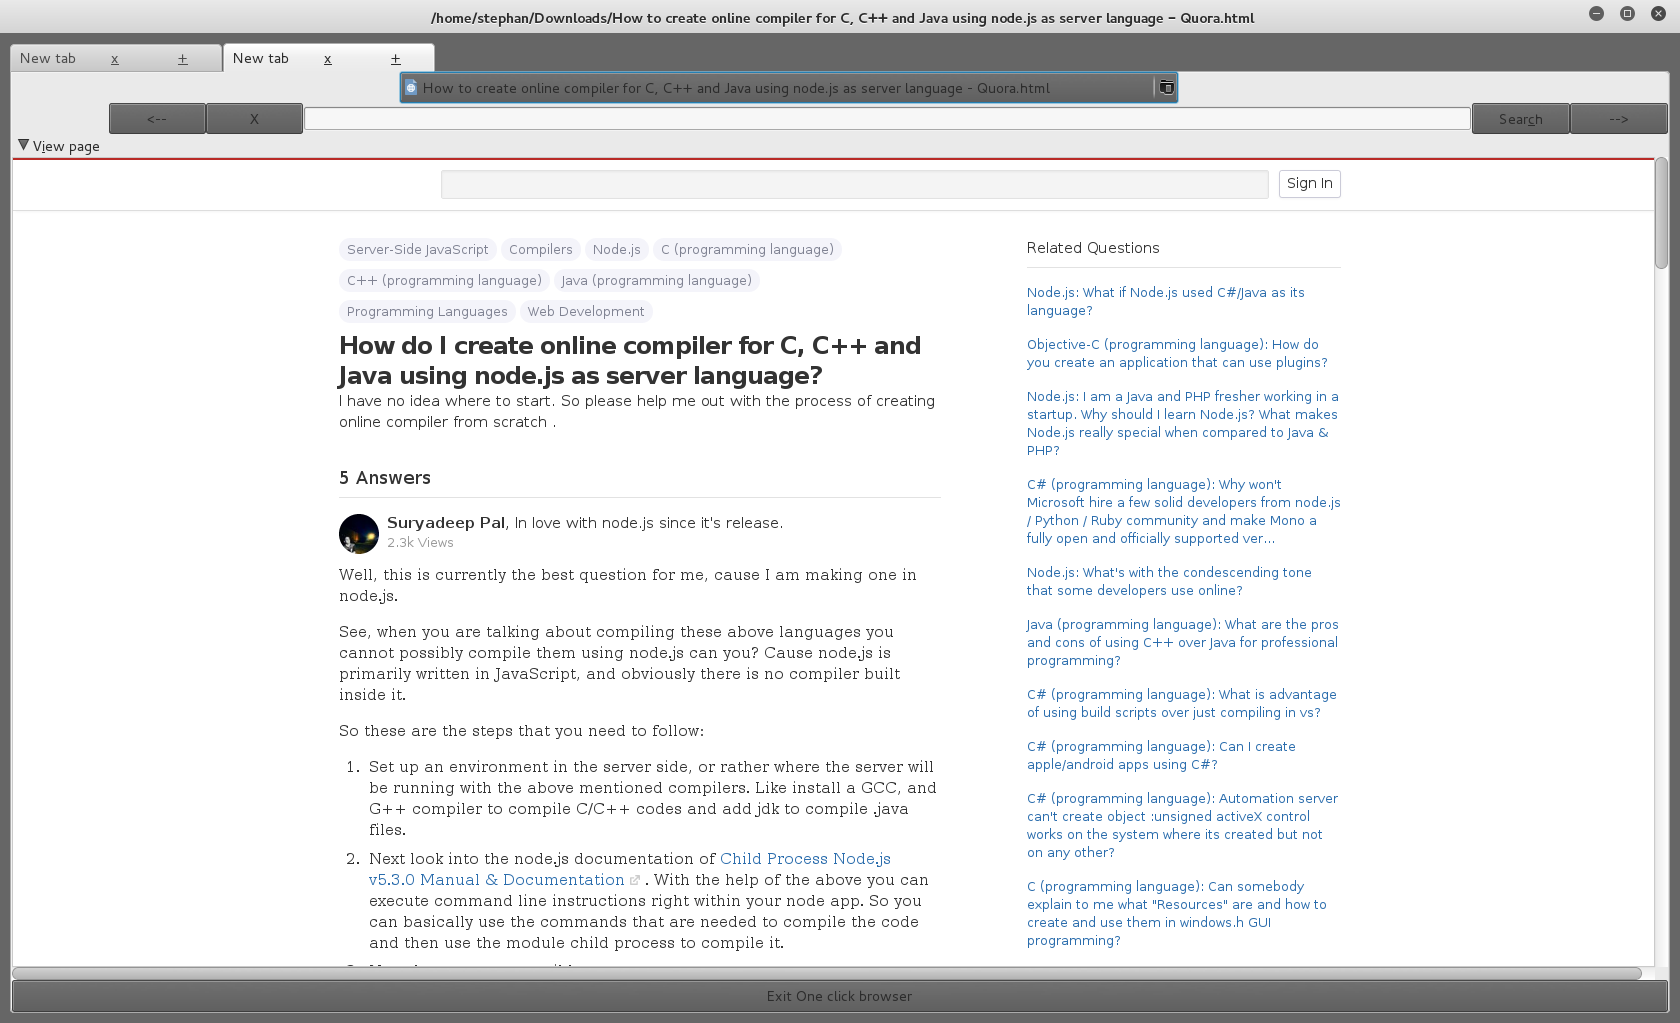 /home/stephan/Downloads/How to create online compiler for C, C++ and Java using node.js as server language – Quora.html
New tab x + New tab x +
How to create online compiler for C, C++ and Java using node.js as server language - Quora.html
<-- X Search -->
View page
Sign In
Server-Side JavaScript Compilers Node.js C (programming language)
C++ (programming language) Java (programming language)
Programming Languages Web Development
How do I create online compiler for C, C++ and
Java using node.js as server language?
I have no idea where to start. So please help me out with the process of creating
online compiler from scratch .
5 Answers
Suryadeep Pal, In love with node.js since it's release.
2.3k Views
Well, this is currently the best question for me, cause I am making one in
node.js.
See, when you are talking about compiling these above languages you
cannot possibly compile them using node.js can you? Cause node.js is
primarily written in JavaScript, and obviously there is no compiler built
inside it.
So these are the steps that you need to follow:
1. Set up an environment in the server side, or rather where the server will
be running with the above mentioned compilers. Like install a GCC, and
G++ compiler to compile C/C++ codes and add jdk to compile .java
files.
2. Next look into the node.js documentation of Child Process Node.js
v5.3.0 Manual & Documentation . With the help of the above you can
execute command line instructions right within your node app. So you
can basically use the commands that are needed to compile the code
and then use the module child process to compile it.
Related Questions
Node.js: What if Node.js used C#/Java as its
language?
Objective-C (programming language): How do
you create an application that can use plugins?
Node.js: I am a Java and PHP fresher working in a
startup. Why should I learn Node.js? What makes
Node.js really special when compared to Java &
PHP?
C# (programming language): Why won't
Microsoft hire a few solid developers from node.js
/ Python / Ruby community and make Mono a
fully open and officially supported ver...
Node.js: What's with the condescending tone
that some developers use online?
Java (programming language): What are the pros
and cons of using C++ over Java for professional
programming?
C# (programming language): What is advantage
of using build scripts over just compiling in vs?
C# (programming language): Can I create
apple/android apps using C#?
C# (programming language): Automation server
can't create object :unsigned activeX control
works on the system where its created but not
on any other?
C (programming language): Can somebody
explain to me what "Resources" are and how to
create and use them in windows.h GUI
programming?
Exit One click browser